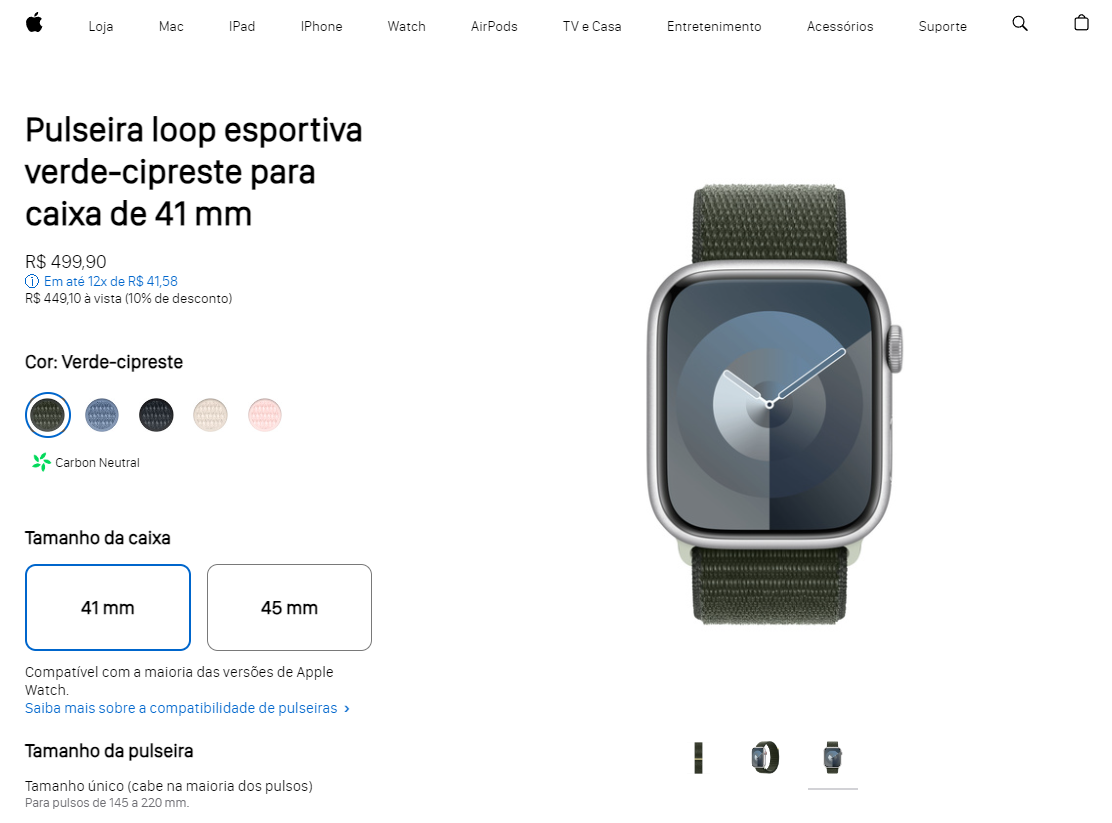 Loja Mac iPad iPhone Watch AirPods TV e Casa Entretenimento Acessórios Suporte
Pulseira loop esportiva
verde-cipreste para
caixa de 41 mm
R$ 499,90
Em até 12x de R$ 41,58
R$ 449,10 à vista (10% de desconto)
Cor: Verde-cipreste
Carbon Neutral
Tamanho da caixa
41 mm 45 mm
Compatível com a maioria das versões de Apple
Watch.
Saiba mais sobre a compatibilidade de pulseiras ›
Tamanho da pulseira
Tamanho único (cabe na maioria dos pulsos)
Para pulsos de 145 a 220 mm.